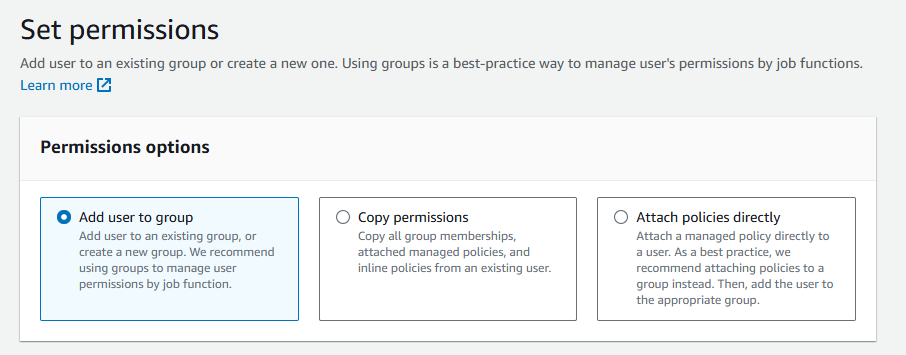 Set permissions
Add user to an existing group or create a new one. Using groups is a best-practice way to manage user's permissions by job functions.
Learn more
Permissions options
Add user to group
Add user to an existing group, or
create a new group. We recommend
using groups to manage user
permissions by job function.
Copy permissions
Copy all group memberships,
attached managed policies, and
inline policies from an existing user.
Attach policies directly
Attach a managed policy directly to
a user. As a best practice, we
recommend attaching policies to a
group instead. Then, add the user to
the appropriate group.